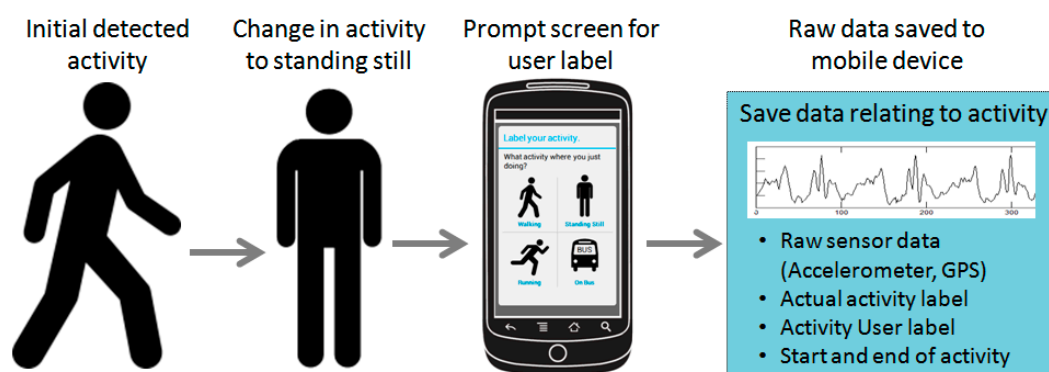 Initial detected
activity
Change in activity
to standing still
Prompt screen for
user label
Raw data saved to
mobile device
Label your activity.
What activity where you just
doing?
Walking
Standing Still
BUS
Running
On Bus
Save data relating to activity
0
100
200
300
• Raw sensor data
(Accelerometer, GPS)
• Actual activity label
• Activity User label
• Start and end of activity